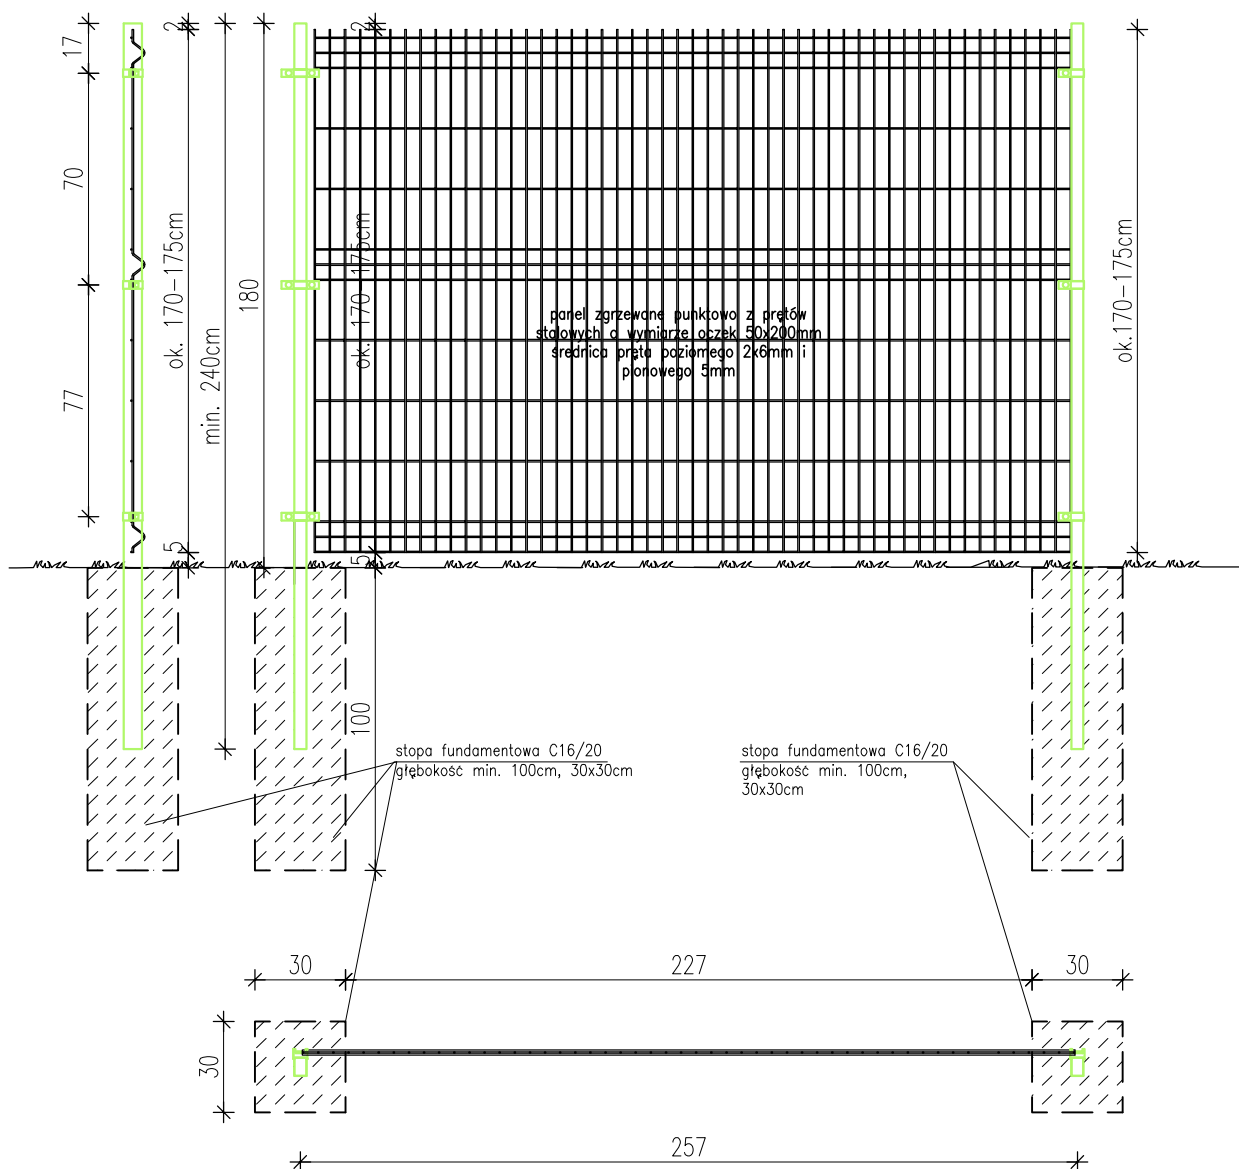 17
70
77
2
ok. 170-175cm
5
min. 240cm
180
2
ok. 170-175cm
5
100
ok.170-175cm
panel zgrzewane punktowo z prętów
stalowych o wymiarze oczek 50x200mm
średnica pręta poziomego 2x6mm i
pionowego 5mm
stopa fundamentowa C16/20
głębokość min. 100cm, 30x30cm
stopa fundamentowa C16/20
głębokość min. 100cm,
30x30cm
30
227
30
30
257